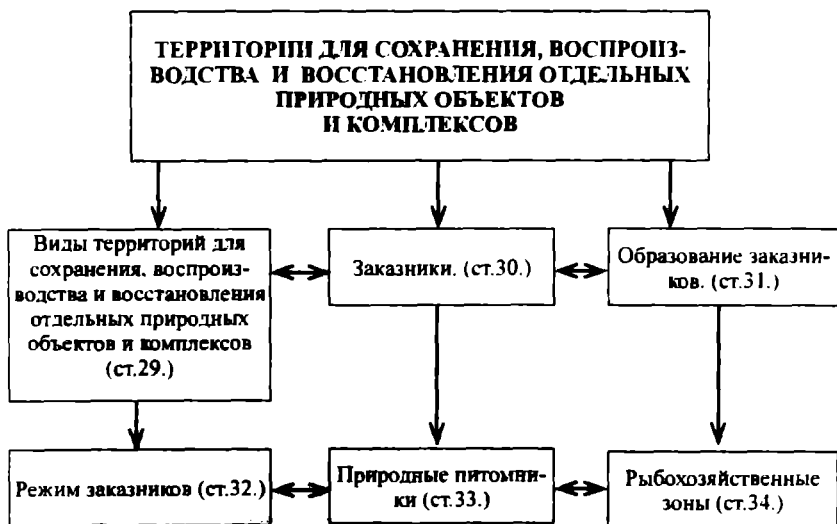 ТЕРРИТОРИИ ДЛЯ СОХРАНЕНИЯ, ВОСПРОИЗ-
ВОДСТВА И ВОССТАНОВЛЕНИЯ ОТДЕЛЬНЫХ
ПРИРОДНЫХ ОБЪЕКТОВ
И КОМПЛЕКСОВ
Виды территорий для
сохранения, воспроиз-
водства и восстановления
отдельных природных
объектов и комплексов
(ст.29.)
Заказники. (ст.30.)
Образование заказни-
ков. (ст.31.)
Режим заказников (ст.32.)
Природные питомни-
ки (ст.33.)
Рыбохозяйственные
зоны (ст.34.)